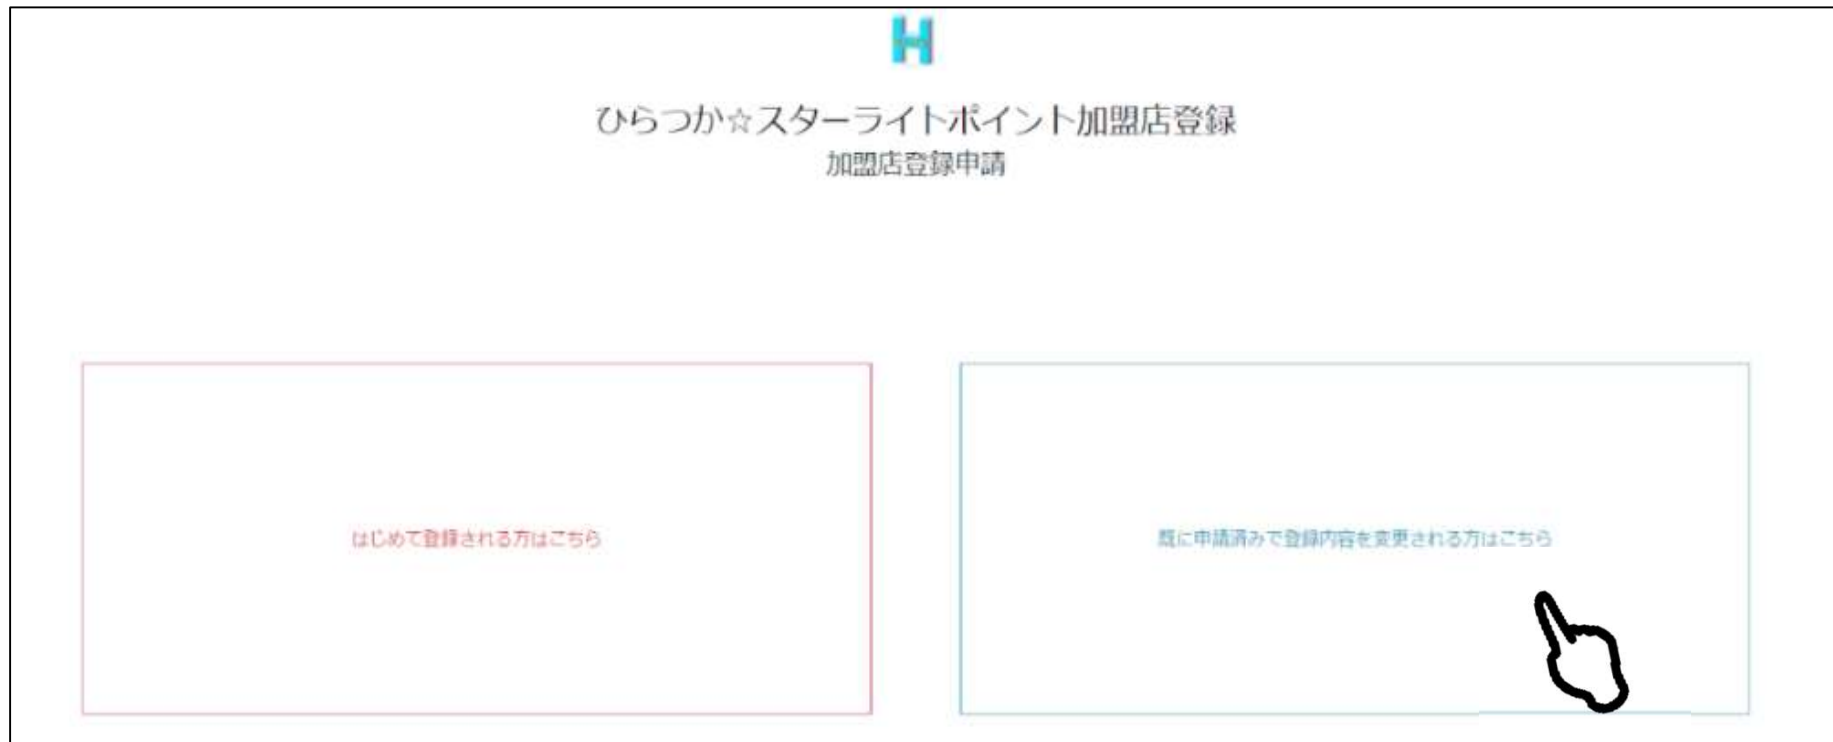 H
ひらつか☆スターライトポイント加盟店登録
加盟店登録申請
はじめて登録される方はこちら
既に申請済みで登録内容を変更される方はこちら